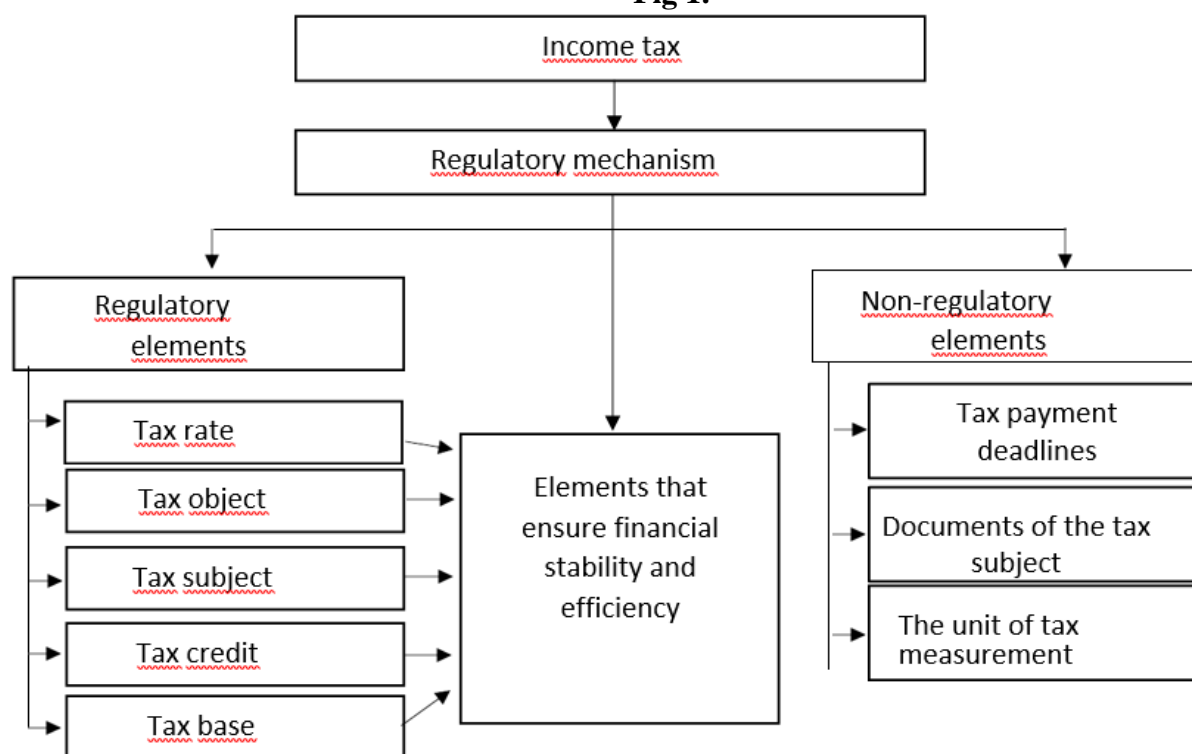 Fig 1.
Income tax
Regulatory mechanism
Regulatory
elements
Non-regulatory
elements
Tax rate
Tax object
Tax subject
Tax credit
Tax base
Elements that
ensure financial
stability and
efficiency
Tax payment
deadlines
Documents of the tax
subject
The unit of tax
measurement